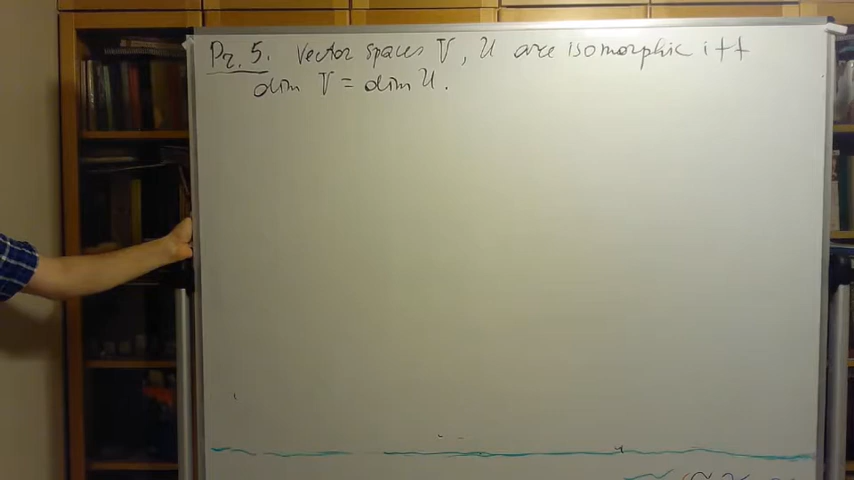 Pr. 5. Vector spaces V, U are isomorphic iff
dim V = dim U.